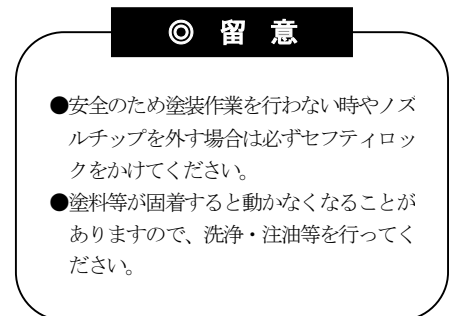 ◎ 留 意
●安全のため塗装作業を行わない時やノズ
ルチップを外す場合は必ずセフティロッ
クをかけてください。
●塗料等が固着すると動かなくなることが
ありますので、洗浄・注油等を行ってく
ださい。